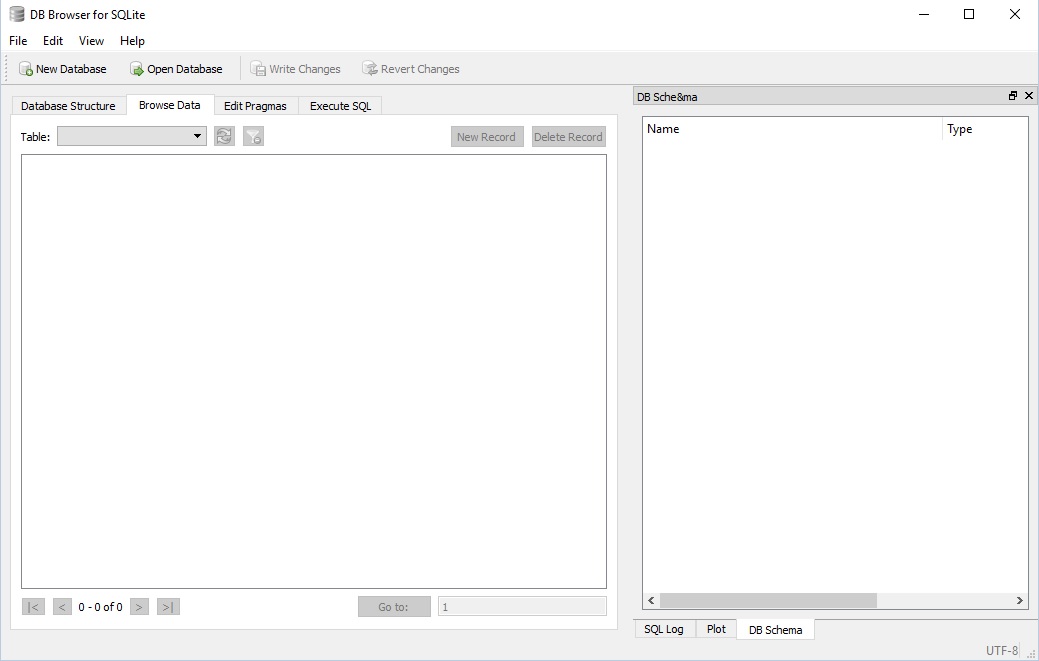 DB Browser for SQLite
File Edit View Help
New Database Open Database Write Changes Revert Changes
Database Structure Browse Data Edit Pragmas Execute SQL
Table: New Record Delete Record
|< < 0 - 0 of 0 > >| Go to: 1
DB Sche&ma
Name Type
SQL Log Plot DB Schema
UTF-8